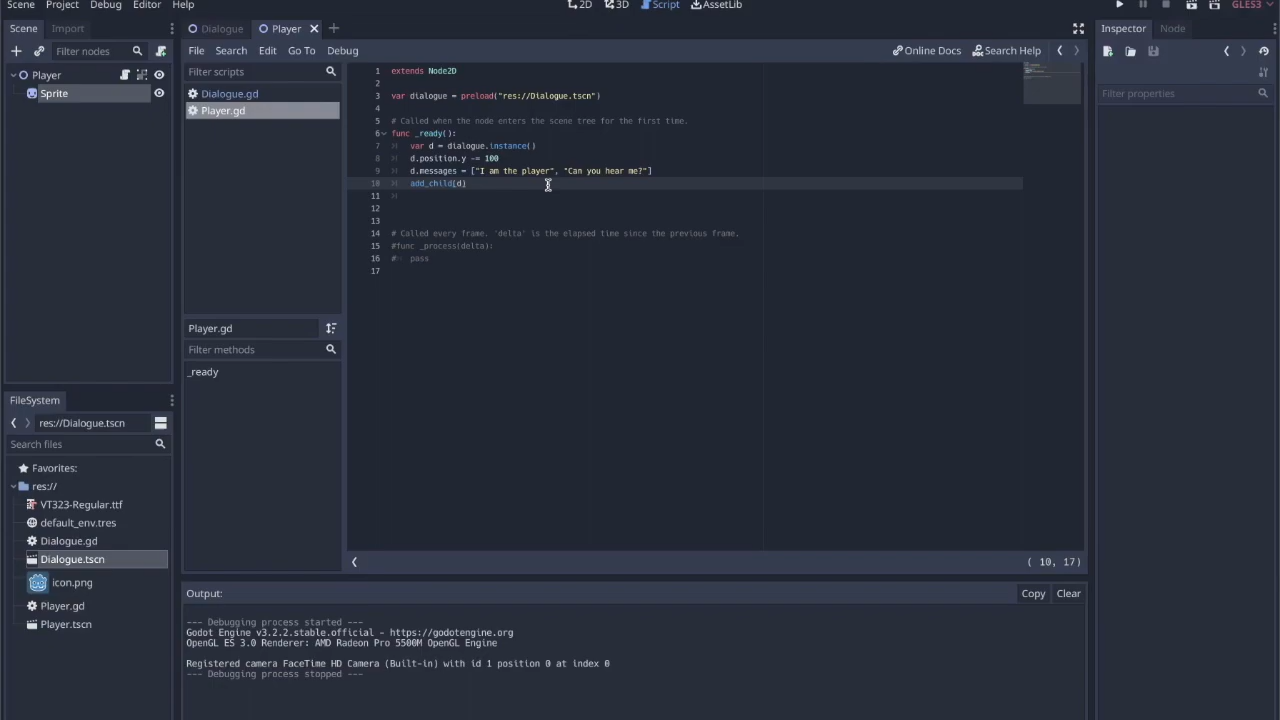 Scene Project Debug Editor Help
2D 3D Script AssetLib
GLES3
Scene Import
Filter nodes
Player
Sprite
FileSystem
res://Dialogue.tscn
Search files
Favorites:
res://
VT323-Regular.ttf
default_env.tres
Dialogue.gd
Dialogue.tscn
icon.png
Player.gd
Player.tscn
Dialogue Player
File Search Edit Go To Debug
Online Docs Search Help
Filter scripts
Dialogue.gd
Player.gd
Player.gd
Filter methods
_ready
1 extends Node2D
2
3 var dialogue = preload("res://Dialogue.tscn")
4
5 # Called when the node enters the scene tree for the first time.
6 func _ready():
7 var d = dialogue.instance()
8 d.position.y -= 100
9 d.messages = ["I am the player", "Can you hear me?"]
10 add_child(d)
11
12
13
14 # Called every frame. 'delta' is the elapsed time since the previous frame.
15 #func _process(delta):
16 # pass
17
( 10, 17)
Output:
Copy Clear
--- Debugging process started ---
Godot Engine v3.2.2.stable.official - https://godotengine.org
OpenGL ES 3.0 Renderer: AMD Radeon Pro 5500M OpenGL Engine
Registered camera FaceTime HD Camera (Built-in) with id 1 position 0 at index 0
--- Debugging process stopped ---
Inspector Node
Filter properties